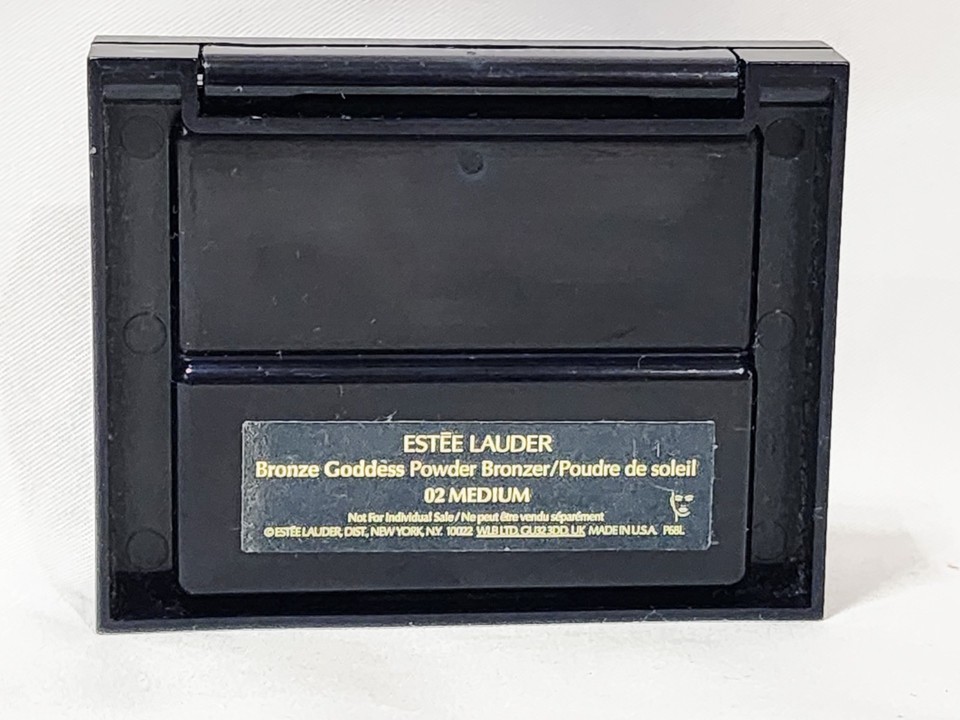 ESTĒE LAUDER
Bronze Goddess Powder Bronzer/Poudre de soleil
02 MEDIUM
Not For Individual Sale / Ne peut être vendu séparément
©ESTĒE LAUDER, DIST., NEW YORK, N.Y. 10022 WLB LTD. GU32 3DD, UK MADE IN U.S.A. P68L